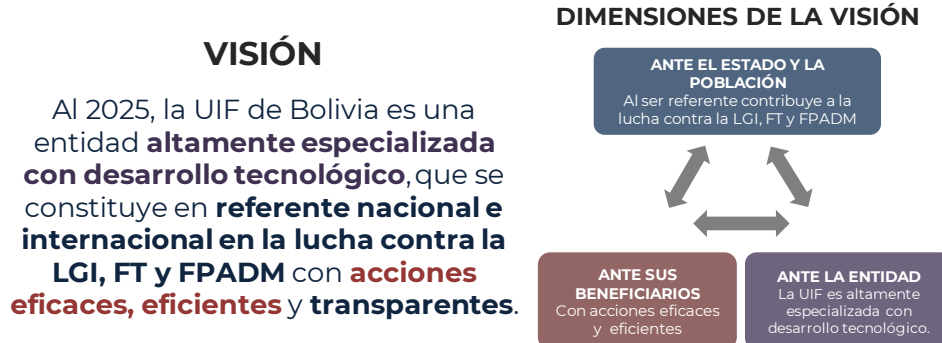 VISIÓN
Al 2025, la UIF de Bolivia es una
entidad altamente especializada
con desarrollo tecnológico, que se
constituye en referente nacional e
internacional en la lucha contra la
LGI, FT y FPADM con acciones
eficaces, eficientes y transparentes.
DIMENSIONES DE LA VISIÓN
ANTE EL ESTADO Y LA
POBLACIÓN
Al ser referente contribuye a la
lucha contra la LGI, FT y FPADM
ANTE SUS
BENEFICIARIOS
Con acciones eficaces
y eficientes
ANTE LA ENTIDAD
La UIF es altamente
especializada con
desarrollo tecnológico.